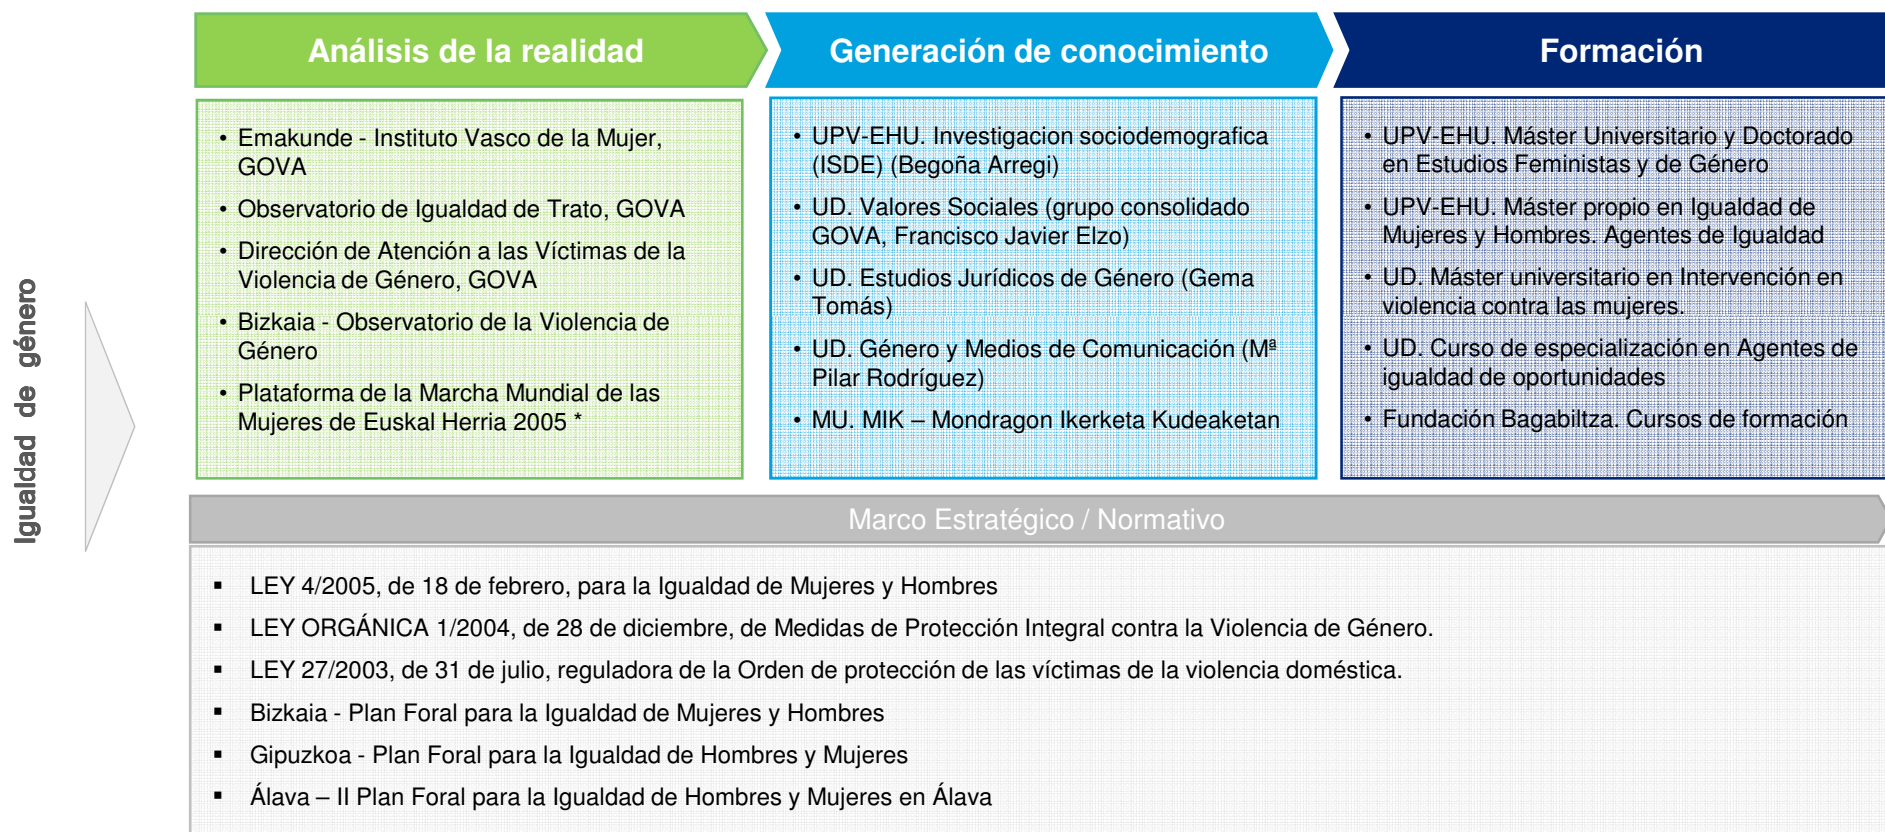 Igualdad de género
Análisis de la realidad
• Emakunde - Instituto Vasco de la Mujer,
GOVA
• Observatorio de Igualdad de Trato, GOVA
• Dirección de Atención a las Víctimas de la
Violencia de Género, GOVA
• Bizkaia - Observatorio de la Violencia de
Género
• Plataforma de la Marcha Mundial de las
Mujeres de Euskal Herria 2005 *
Generación de conocimiento
• UPV-EHU. Investigacion sociodemografica
(ISDE) (Begoña Arregi)
• UD. Valores Sociales (grupo consolidado
GOVA, Francisco Javier Elzo)
• UD. Estudios Jurídicos de Género (Gema
Tomás)
• UD. Género y Medios de Comunicación (Mª
Pilar Rodríguez)
• MU. MIK – Mondragon Ikerketa Kudeaketan
Formación
• UPV-EHU. Máster Universitario y Doctorado
en Estudios Feministas y de Género
• UPV-EHU. Máster propio en Igualdad de
Mujeres y Hombres. Agentes de Igualdad
• UD. Máster universitario en Intervención en
violencia contra las mujeres.
• UD. Curso de especialización en Agentes de
igualdad de oportunidades
• Fundación Bagabiltza. Cursos de formación
Marco Estratégico / Normativo
▪ LEY 4/2005, de 18 de febrero, para la Igualdad de Mujeres y Hombres
▪ LEY ORGÁNICA 1/2004, de 28 de diciembre, de Medidas de Protección Integral contra la Violencia de Género.
▪ LEY 27/2003, de 31 de julio, reguladora de la Orden de protección de las víctimas de la violencia doméstica.
▪ Bizkaia - Plan Foral para la Igualdad de Mujeres y Hombres
▪ Gipuzkoa - Plan Foral para la Igualdad de Hombres y Mujeres
▪ Álava – II Plan Foral para la Igualdad de Hombres y Mujeres en Álava